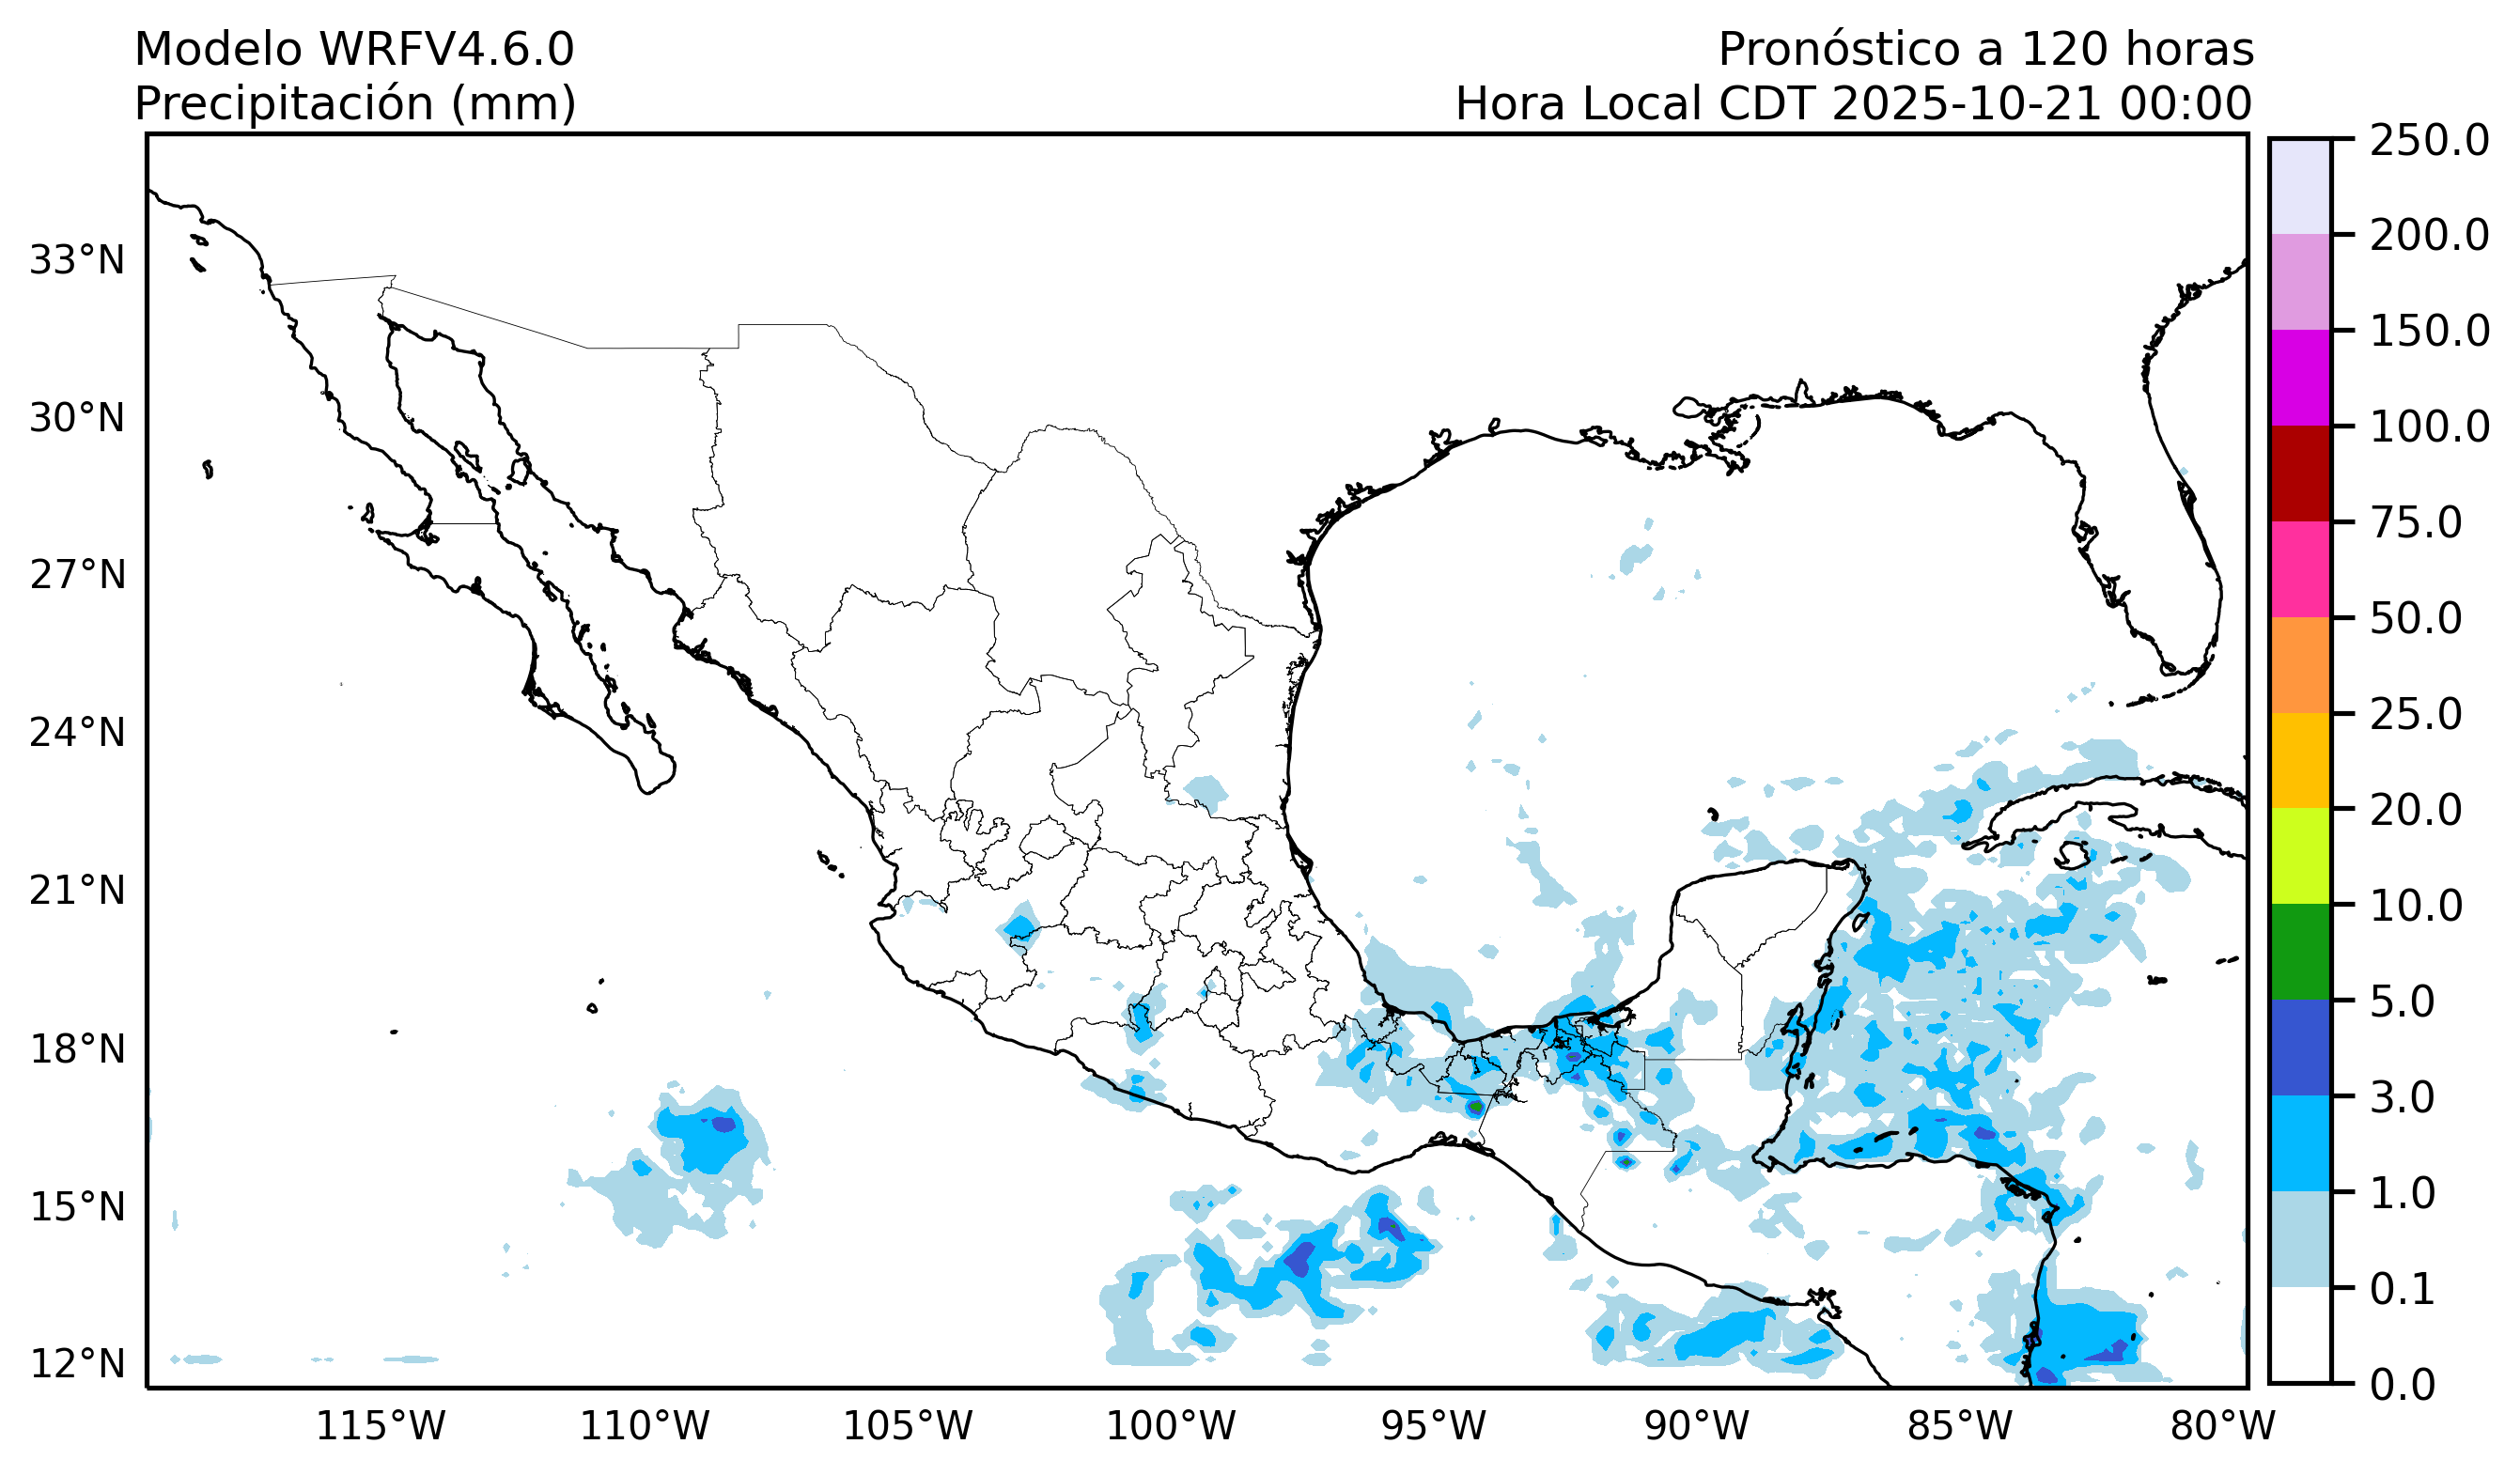 Modelo WRFV4.6.0
Precipitación (mm)
Pronóstico a 120 horas
Hora Local CDT 2025-10-21 00:00
33°N
30°N
27°N
24°N
21°N
18°N
15°N
12°N
115°W
110°W
105°W
100°W
95°W
90°W
85°W
80°W
250.0
200.0
150.0
100.0
75.0
50.0
25.0
20.0
10.0
5.0
3.0
1.0
0.1
0.0